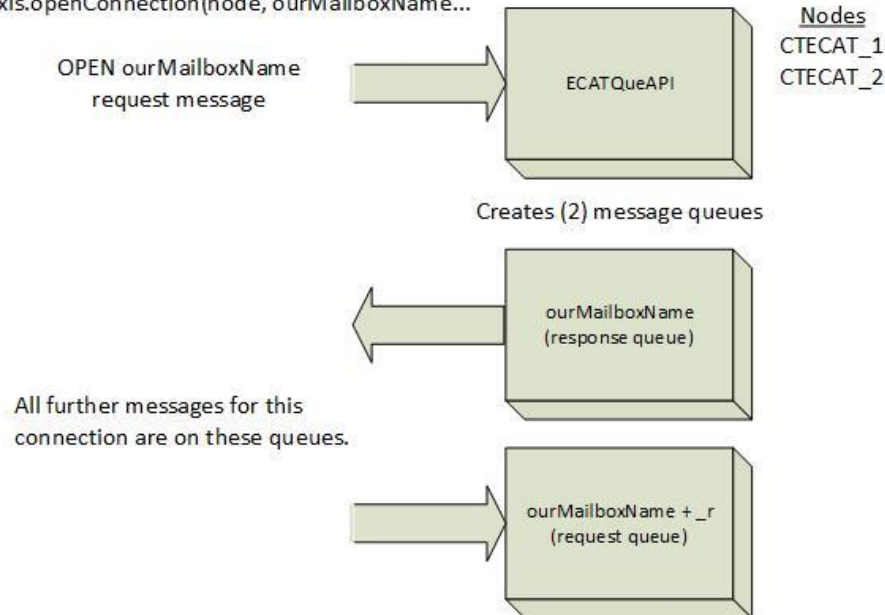 xis.openConnection(node, ourMailboxName...
OPEN ourMailboxName
request message
ECATQueAPI
Nodes
CTECAT_1
CTECAT_2
Creates (2) message queues
ourMailboxName
(response queue)
All further messages for this
connection are on these queues.
ourMailboxName + _r
(request queue)